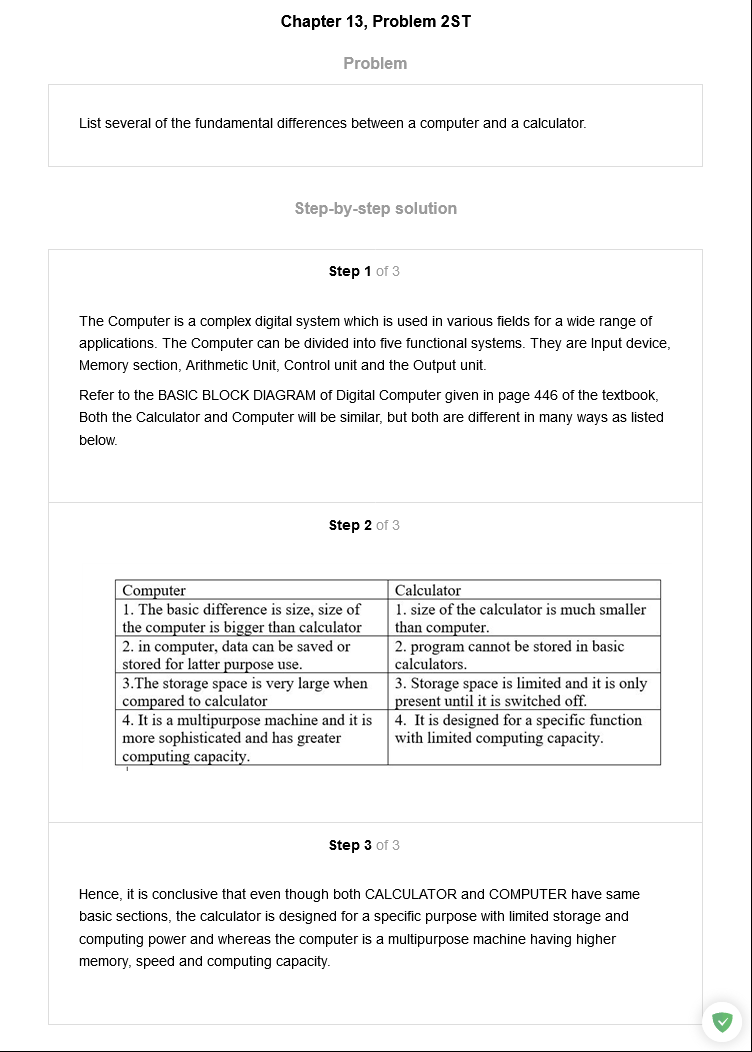 Chapter 13, Problem 2ST
Problem
List several of the fundamental differences between a computer and a calculator.
Step-by-step solution
Step 1 of 3
The Computer is a complex digital system which is used in various fields for a wide range of
applications. The Computer can be divided into five functional systems. They are Input device,
Memory section, Arithmetic Unit, Control unit and the Output unit.
Refer to the BASIC BLOCK DIAGRAM of Digital Computer given in page 446 of the textbook,
Both the Calculator and Computer will be similar, but both are different in many ways as listed
below.
Step 2 of 3
Computer
Calculator
1. The basic difference is size, size of
the computer is bigger than calculator
1. size of the calculator is much smaller
than computer.
2. in computer, data can be saved or
stored for latter purpose use.
2. program cannot be stored in basic
calculators.
3.The storage space is very large when
compared to calculator
3. Storage space is limited and it is only
present until it is switched off.
4. It is a multipurpose machine and it is
more sophisticated and has greater
computing capacity.
4. It is designed for a specific function
with limited computing capacity.
Step 3 of 3
Hence, it is conclusive that even though both CALCULATOR and COMPUTER have same
basic sections, the calculator is designed for a specific purpose with limited storage and
computing power and whereas the computer is a multipurpose machine having higher
memory, speed and computing capacity.